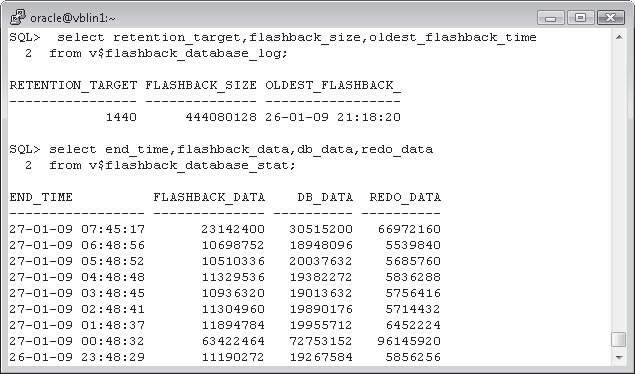 oracle@vblin1:~
SQL>  select retention_target,flashback_size,oldest_flashback_time
  2  from v$flashback_database_log;
RETENTION_TARGET FLASHBACK_SIZE OLDEST_FLASHBACK_
---------------- -------------- -----------------
            1440      444080128 26-01-09 21:18:20
SQL> select end_time,flashback_data,db_data,redo_data
  2  from v$flashback_database_stat;
END_TIME          FLASHBACK_DATA    DB_DATA  REDO_DATA
----------------- -------------- ---------- ----------
27-01-09 07:45:17       23142400   30515200   66972160
27-01-09 06:48:56       10698752   18948096    5539840
27-01-09 05:48:52       10510336   20037632    5685760
27-01-09 04:48:48       11329536   19382272    5836288
27-01-09 03:48:45       10936320   19013632    5756416
27-01-09 02:48:41       11304960   19890176    5714432
27-01-09 01:48:37       11894784   19955712    6452224
27-01-09 00:48:32       63422464   72753152   96145920
26-01-09 23:48:29       11190272   19267584    5856256